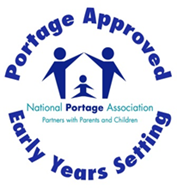 Portage Approved
National Portage Association
Partners with Parents and Children
Early Years Setting